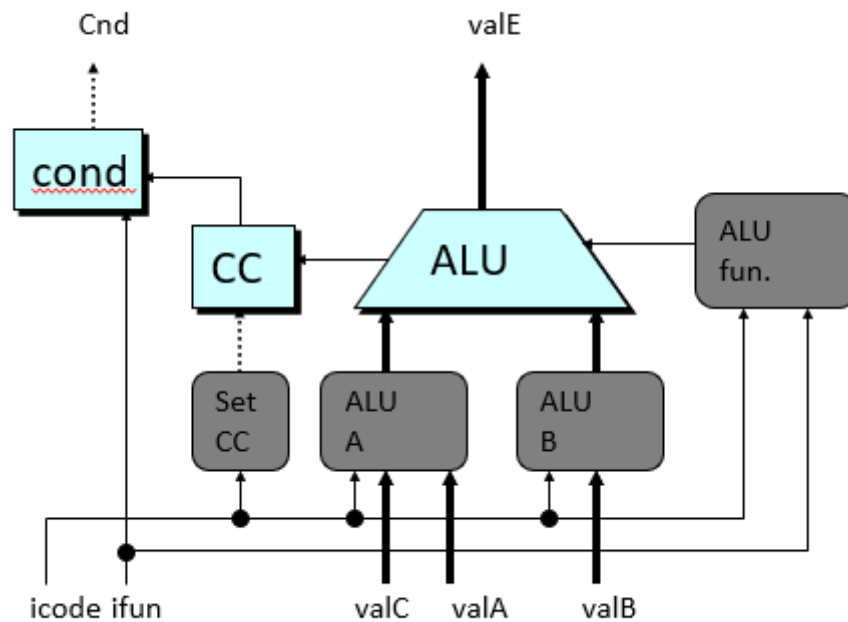 Cnd
valE
cond
CC
ALU
ALU
fun.
Set
CC
ALU
A
ALU
B
icode ifun
valC
valA
valB